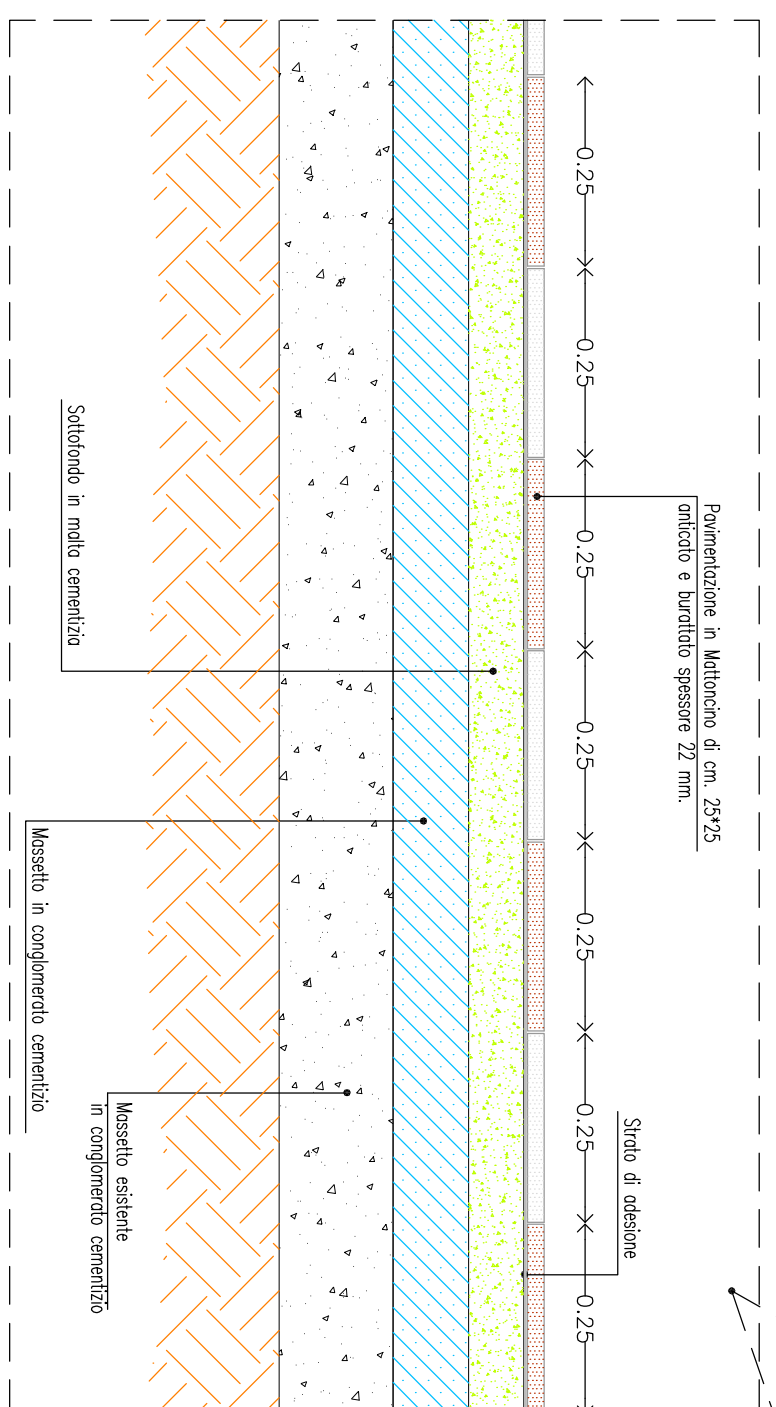 Pavimentazione in Mattoncino di cm. 25*25
anticato e burattato spessore 22 mm.
Strato di adesione
0.25
0.25
0.25
0.25
0.25
0.25
0.25
Massetto esistente
in conglomerato cementizio
Sottofondo in malta cementizia
Massetto in conglomerato cementizio